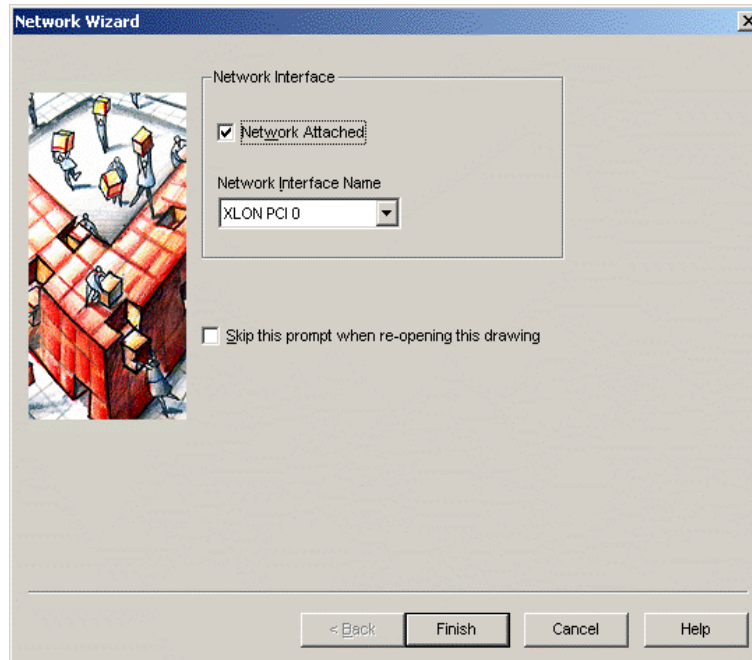 Network Wizard
Network Interface
Network Attached
Network Interface Name
XLON PCI 0
Skip this prompt when re-opening this drawing
< Back Finish Cancel Help